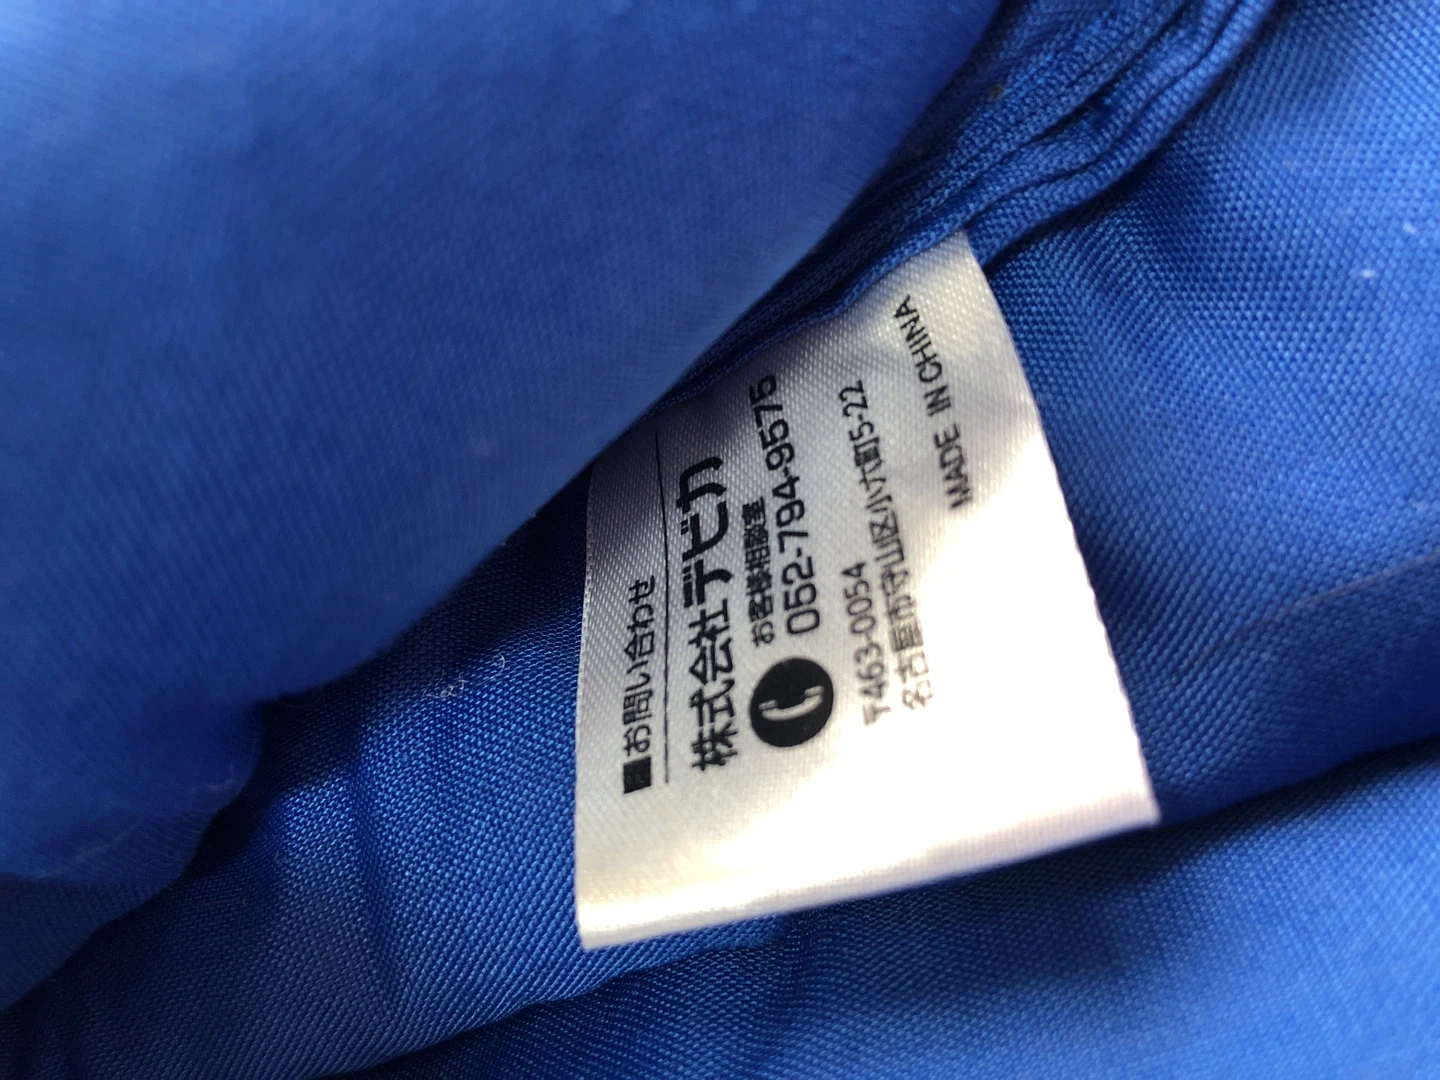 ■お問い合わせ
株式会社デビカ
お客様相談室
052-794-9575
〒463-0054
名古屋市守山区小六町5-22
MADE IN CHINA